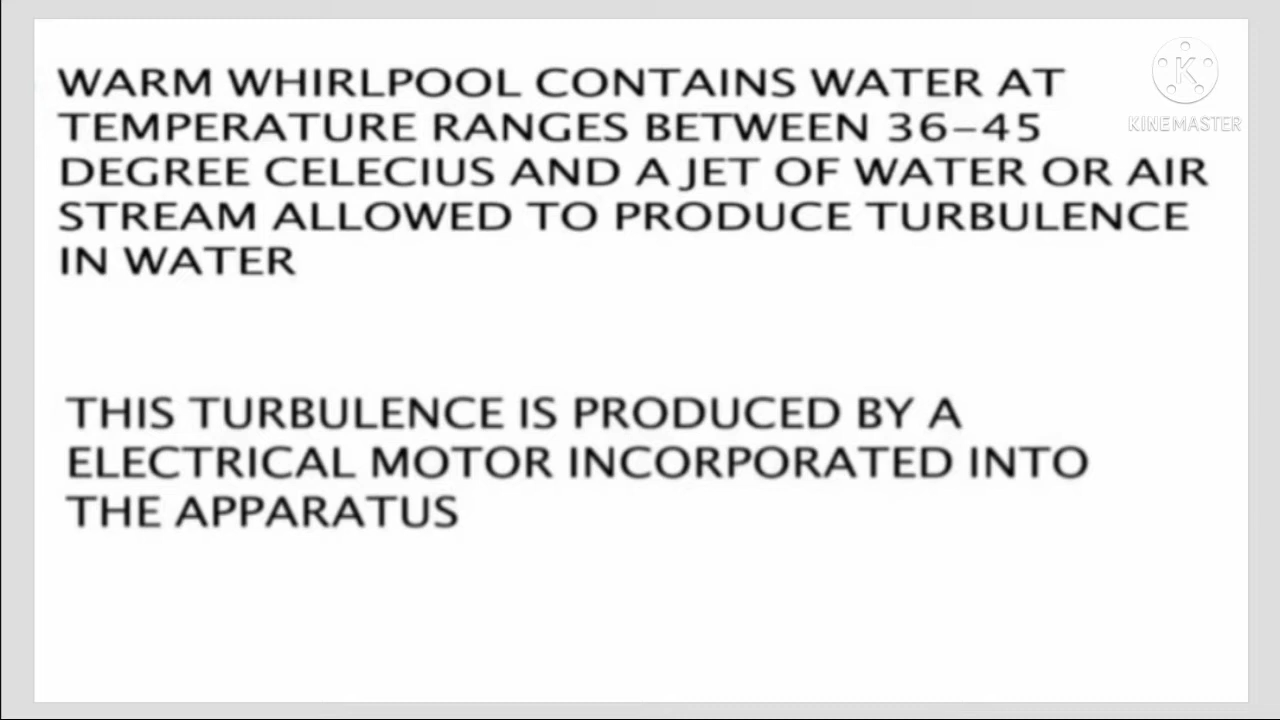 WARM WHIRLPOOL CONTAINS WATER AT
TEMPERATURE RANGES BETWEEN 36-45
DEGREE CELECIUS AND A JET OF WATER OR AIR
STREAM ALLOWED TO PRODUCE TURBULENCE
IN WATER
THIS TURBULENCE IS PRODUCED BY A
ELECTRICAL MOTOR INCORPORATED INTO
THE APPARATUS
K
KINEMASTER